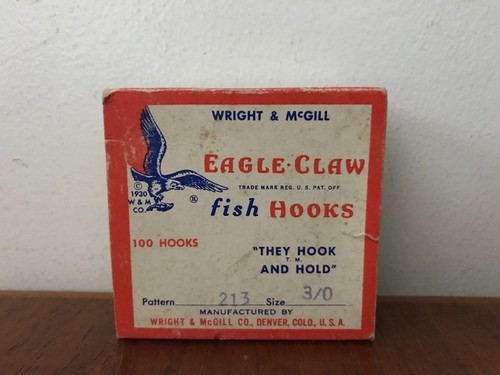 WRIGHT & McGILL
EAGLE·CLAW
TRADE MARK REG. U. S. PAT. OFF.
© 
1930
W & M
CO.
®
fish HOOKS
100 HOOKS
"THEY HOOK
T. M.
AND HOLD"
Pattern 213 Size 3/0
MANUFACTURED BY
WRIGHT & McGILL CO., DENVER, COLO., U. S. A.